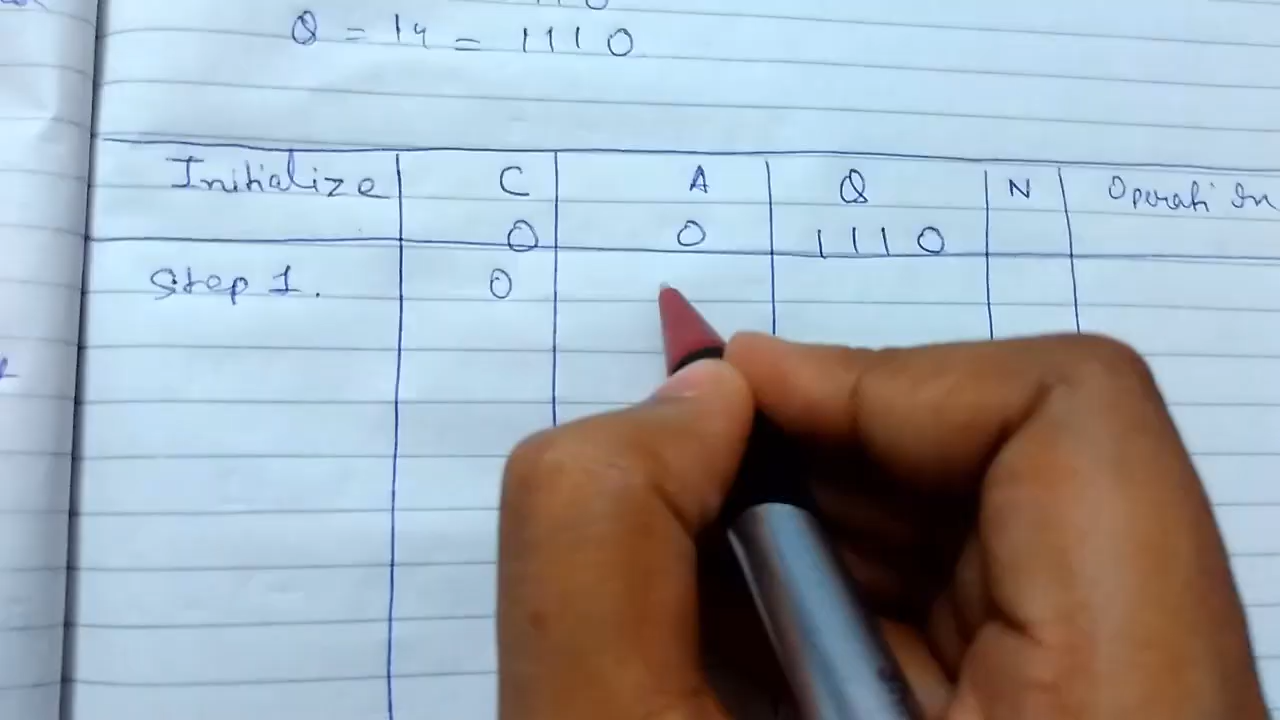 Q = 14 = 1110
Initialize C A Q N Operation
0 0 1110
Step 1. 0